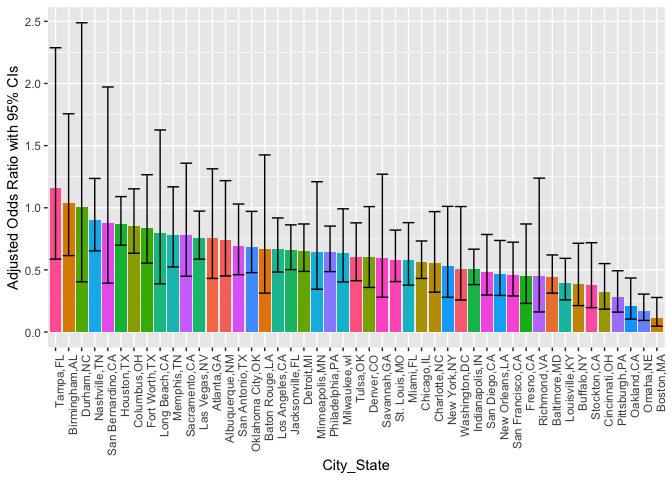 Adjusted Odds Ratio with 95% CIs
2.5
2.0
1.5
1.0
0.5
0.0
Tampa,FL
Birmingham,AL
Durham,NC
Nashville,TN
San Bernardino,CA
Houston,TX
Columbus,OH
Fort Worth,TX
Long Beach,CA
Memphis,TN
Sacramento,CA
Las Vegas,NV
Atlanta,GA
Albuquerque,NM
San Antonio,TX
Oklahoma City,OK
Baton Rouge,LA
Los Angeles,CA
Jacksonville,FL
Detroit,MI
Minneapolis,MN
Philadelphia,PA
Milwaukee,wI
Tulsa,OK
Denver,CO
Savannah,GA
St. Louis,MO
Miami,FL
Chicago,IL
Charlotte,NC
New York,NY
Washington,DC
Indianapolis,IN
San Diego,CA
New Orleans,LA
San Francisco,CA
Fresno,CA
Richmond,VA
Baltimore,MD
Louisville,KY
Buffalo,NY
Stockton,CA
Cincinnati,OH
Pittsburgh,PA
Oakland,CA
Omaha,NE
Boston,MA
City_State